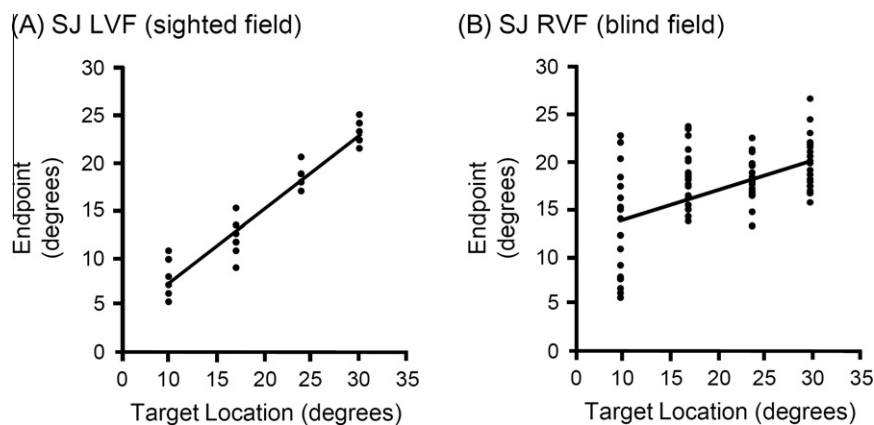 (A) SJ LVF (sighted field)
30
25
20
15
10
5
0
Endpoint
(degrees)
0 10 15 20 25 30 35
Target Location (degrees)
(B) SJ RVF (blind field)
30
25
20
15
10
5
0
Endpoint
(degrees)
0 10 15 20 25 30 35
Target Location (degrees)